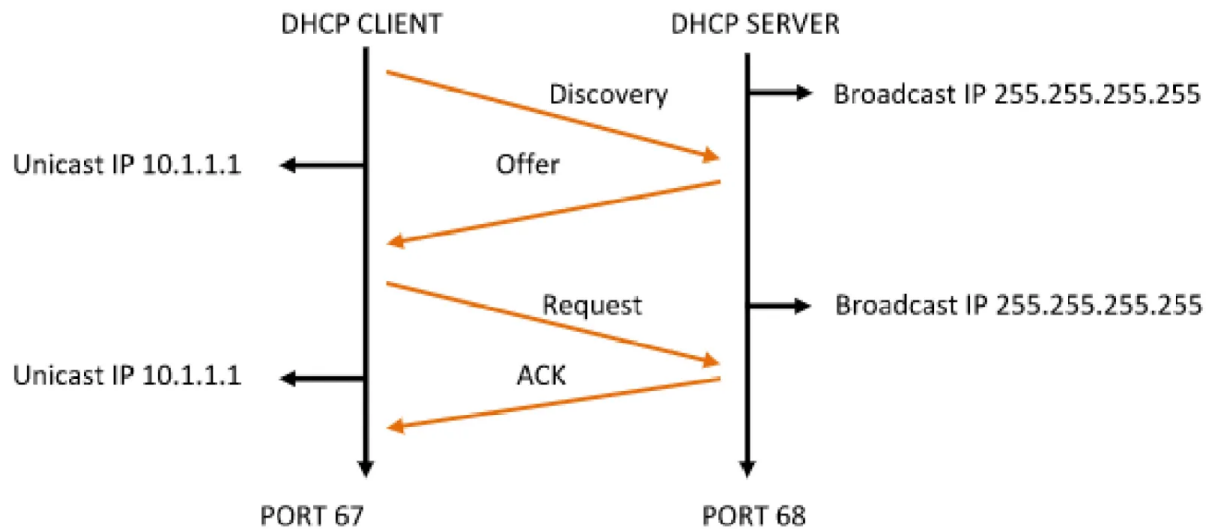 DHCP CLIENT
DHCP SERVER
Discovery
Broadcast IP 255.255.255.255
Unicast IP 10.1.1.1
Offer
Request
Broadcast IP 255.255.255.255
Unicast IP 10.1.1.1
ACK
PORT 67
PORT 68